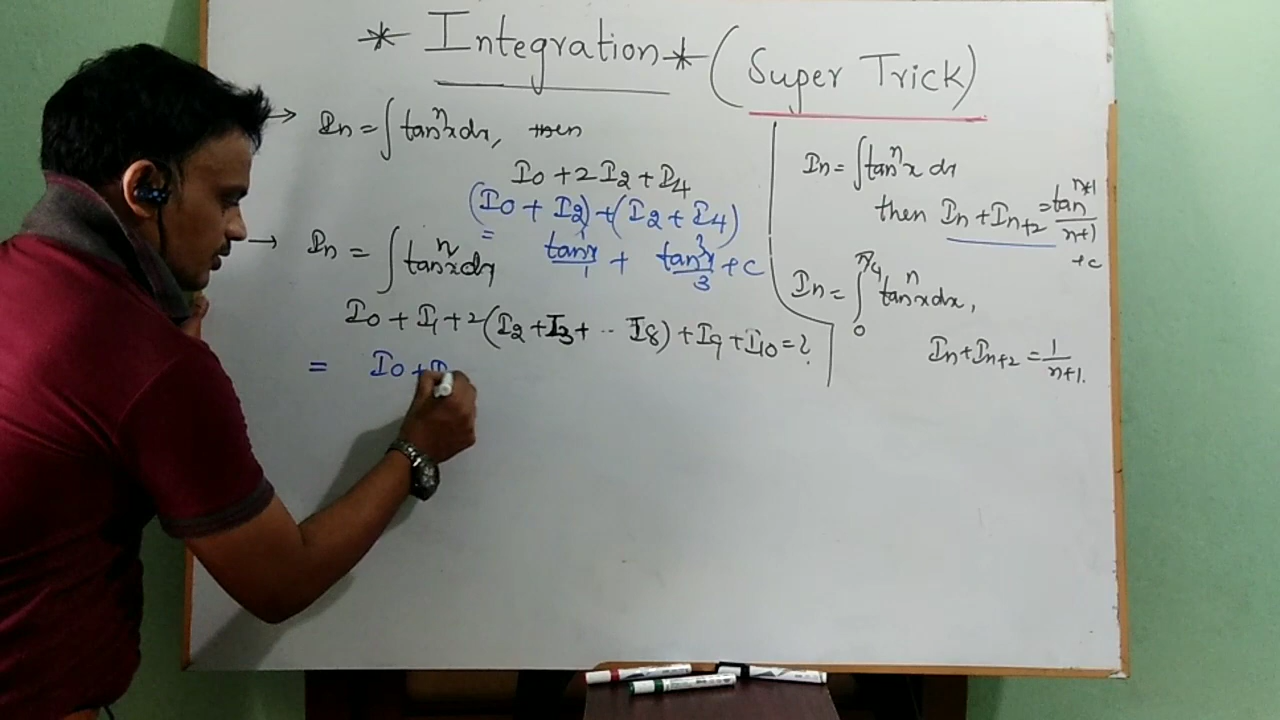 * Integration * (Super Trick)
→ Iₙ = ∫tanⁿx dx, then
I₀ + 2I₂ + I₄
(I₀ + I₂) + (I₂ + I₄)
= tan¹x/1 + tan³x/3 + c
→ Iₙ = ∫tanⁿx dx
I₀ + I₁ + 2(I₂ + I₃ + ·· I₈) + I₉ + I₁₀ = ?
= I₀ + I
Iₙ = ∫tanⁿx dx
then Iₙ + Iₙ₊₂ = tanⁿ⁺¹/n+1 + c
Iₙ = ∫₀^π/4 tanⁿx dx,
Iₙ + Iₙ₊₂ = 1/n+1.